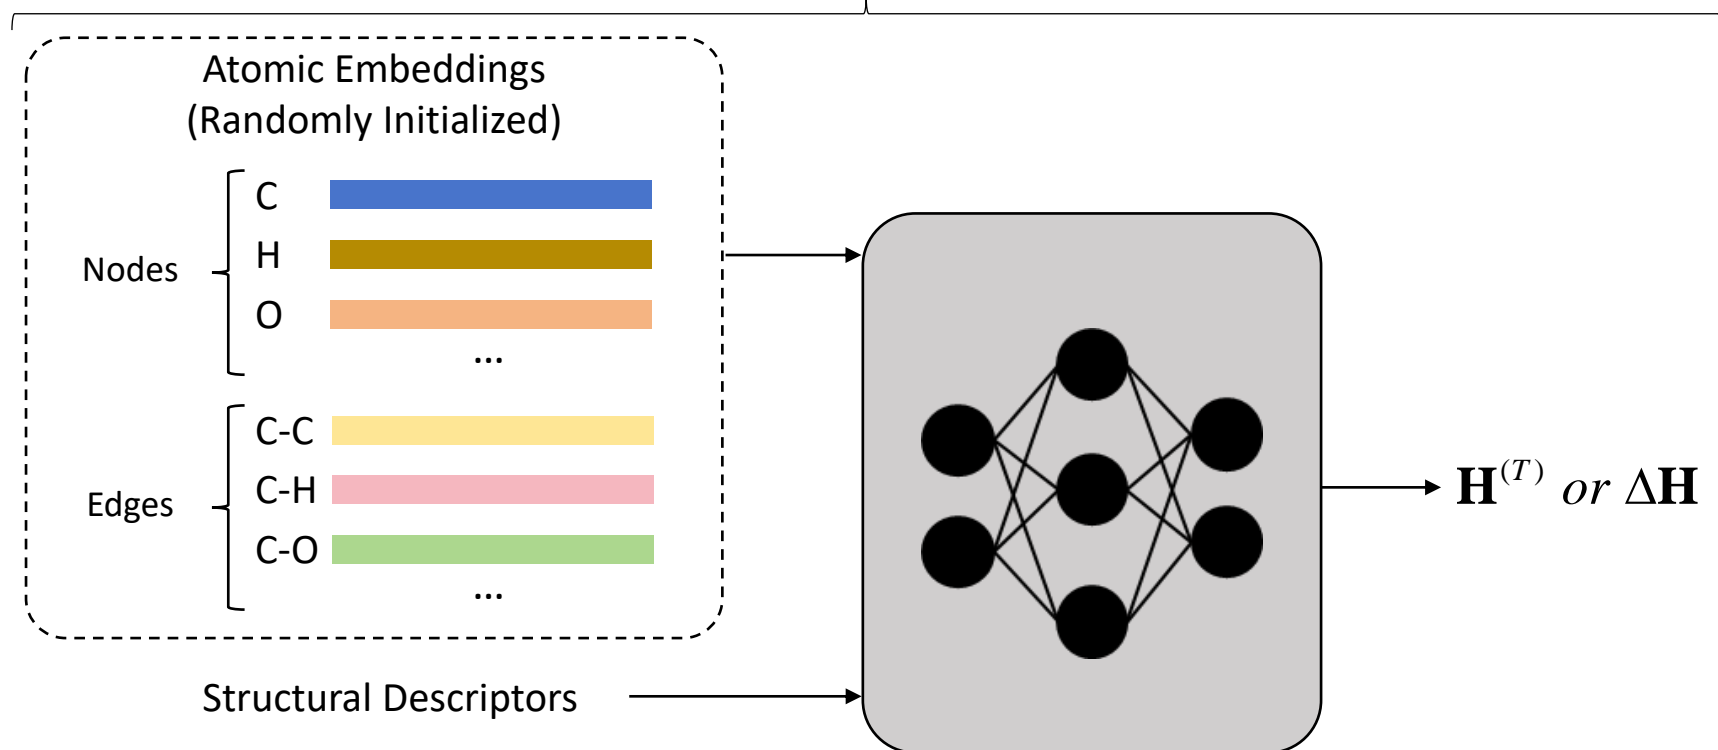 Atomic Embeddings
(Randomly Initialized)
Nodes
C
H
O
...
Edges
C-C
C-H
C-O
...
Structural Descriptors
𝐇^(T) or Δ𝐇